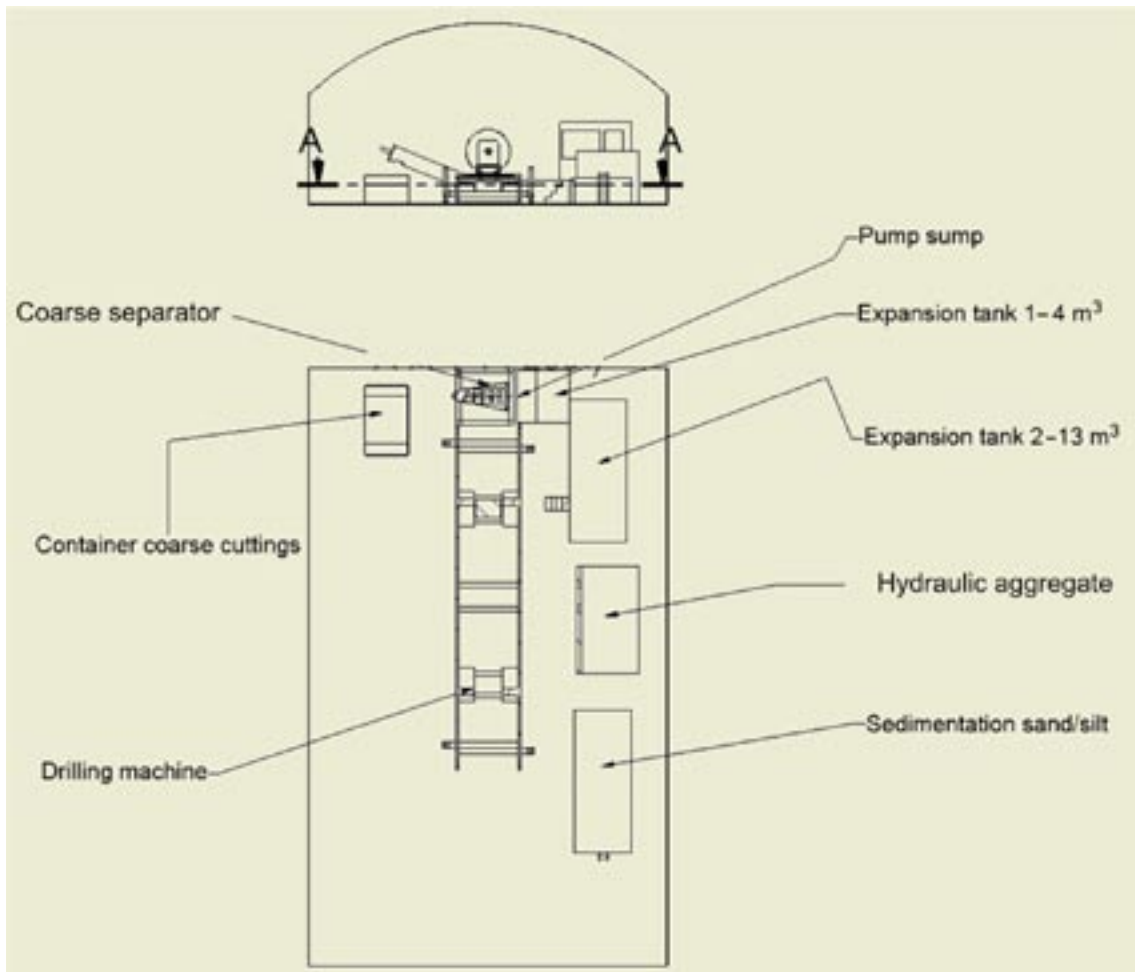 A A
Pump sump
Coarse separator
Expansion tank 1–4 m³
Expansion tank 2–13 m³
Container coarse cuttings
Hydraulic aggregate
Sedimentation sand/silt
Drilling machine